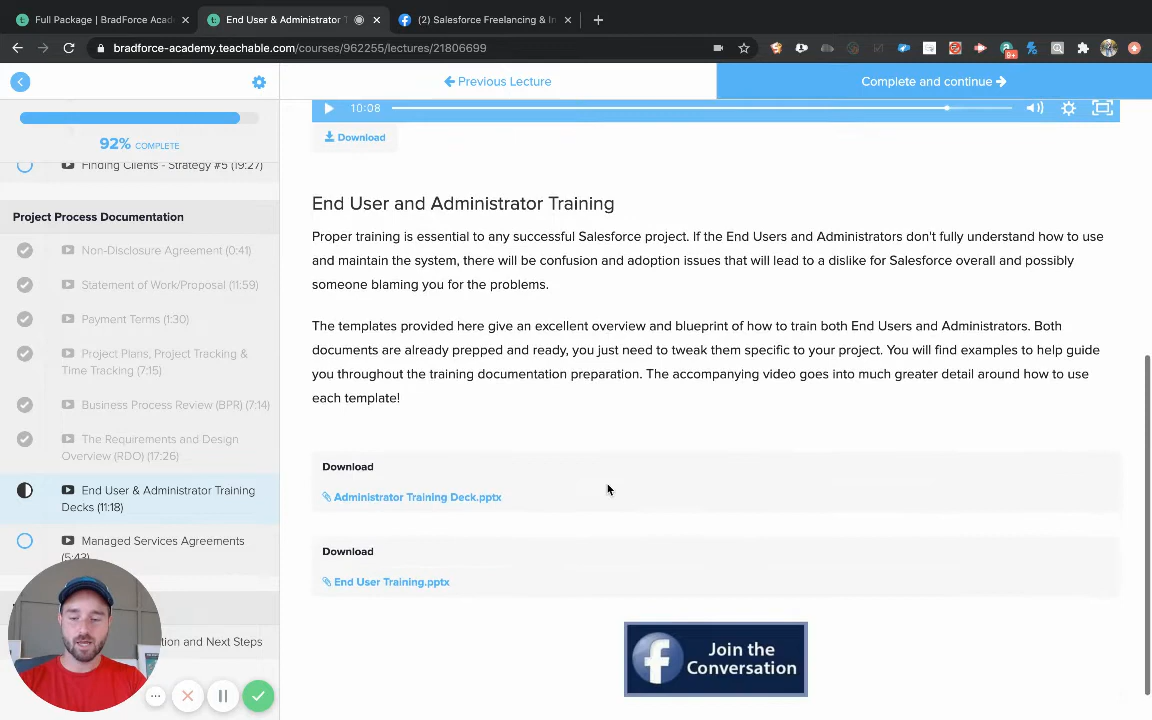 Full Package | BradForce Acad
End User & Administrator T
(2) Salesforce Freelancing & In
bradforce-academy.teachable.com/courses/962255/lectures/21806699
Previous Lecture
Complete and continue
92% COMPLETE
Finding Clients - Strategy #5 (19:27)
Project Process Documentation
Non-Disclosure Agreement (0:41)
Statement of Work/Proposal (11:59)
Payment Terms (1:30)
Project Plans, Project Tracking &
Time Tracking (7:15)
Business Process Review (BPR) (7:14)
The Requirements and Design
Overview (RDO) (17:26)
End User & Administrator Training
Decks (11:18)
Managed Services Agreements
(5:43)
tion and Next Steps
10:08
Download
End User and Administrator Training
Proper training is essential to any successful Salesforce project. If the End Users and Administrators don't fully understand how to use
and maintain the system, there will be confusion and adoption issues that will lead to a dislike for Salesforce overall and possibly
someone blaming you for the problems.
The templates provided here give an excellent overview and blueprint of how to train both End Users and Administrators. Both
documents are already prepped and ready, you just need to tweak them specific to your project. You will find examples to help guide
you throughout the training documentation preparation. The accompanying video goes into much greater detail around how to use
each template!
Download
Administrator Training Deck.pptx
Download
End User Training.pptx
Join the
Conversation